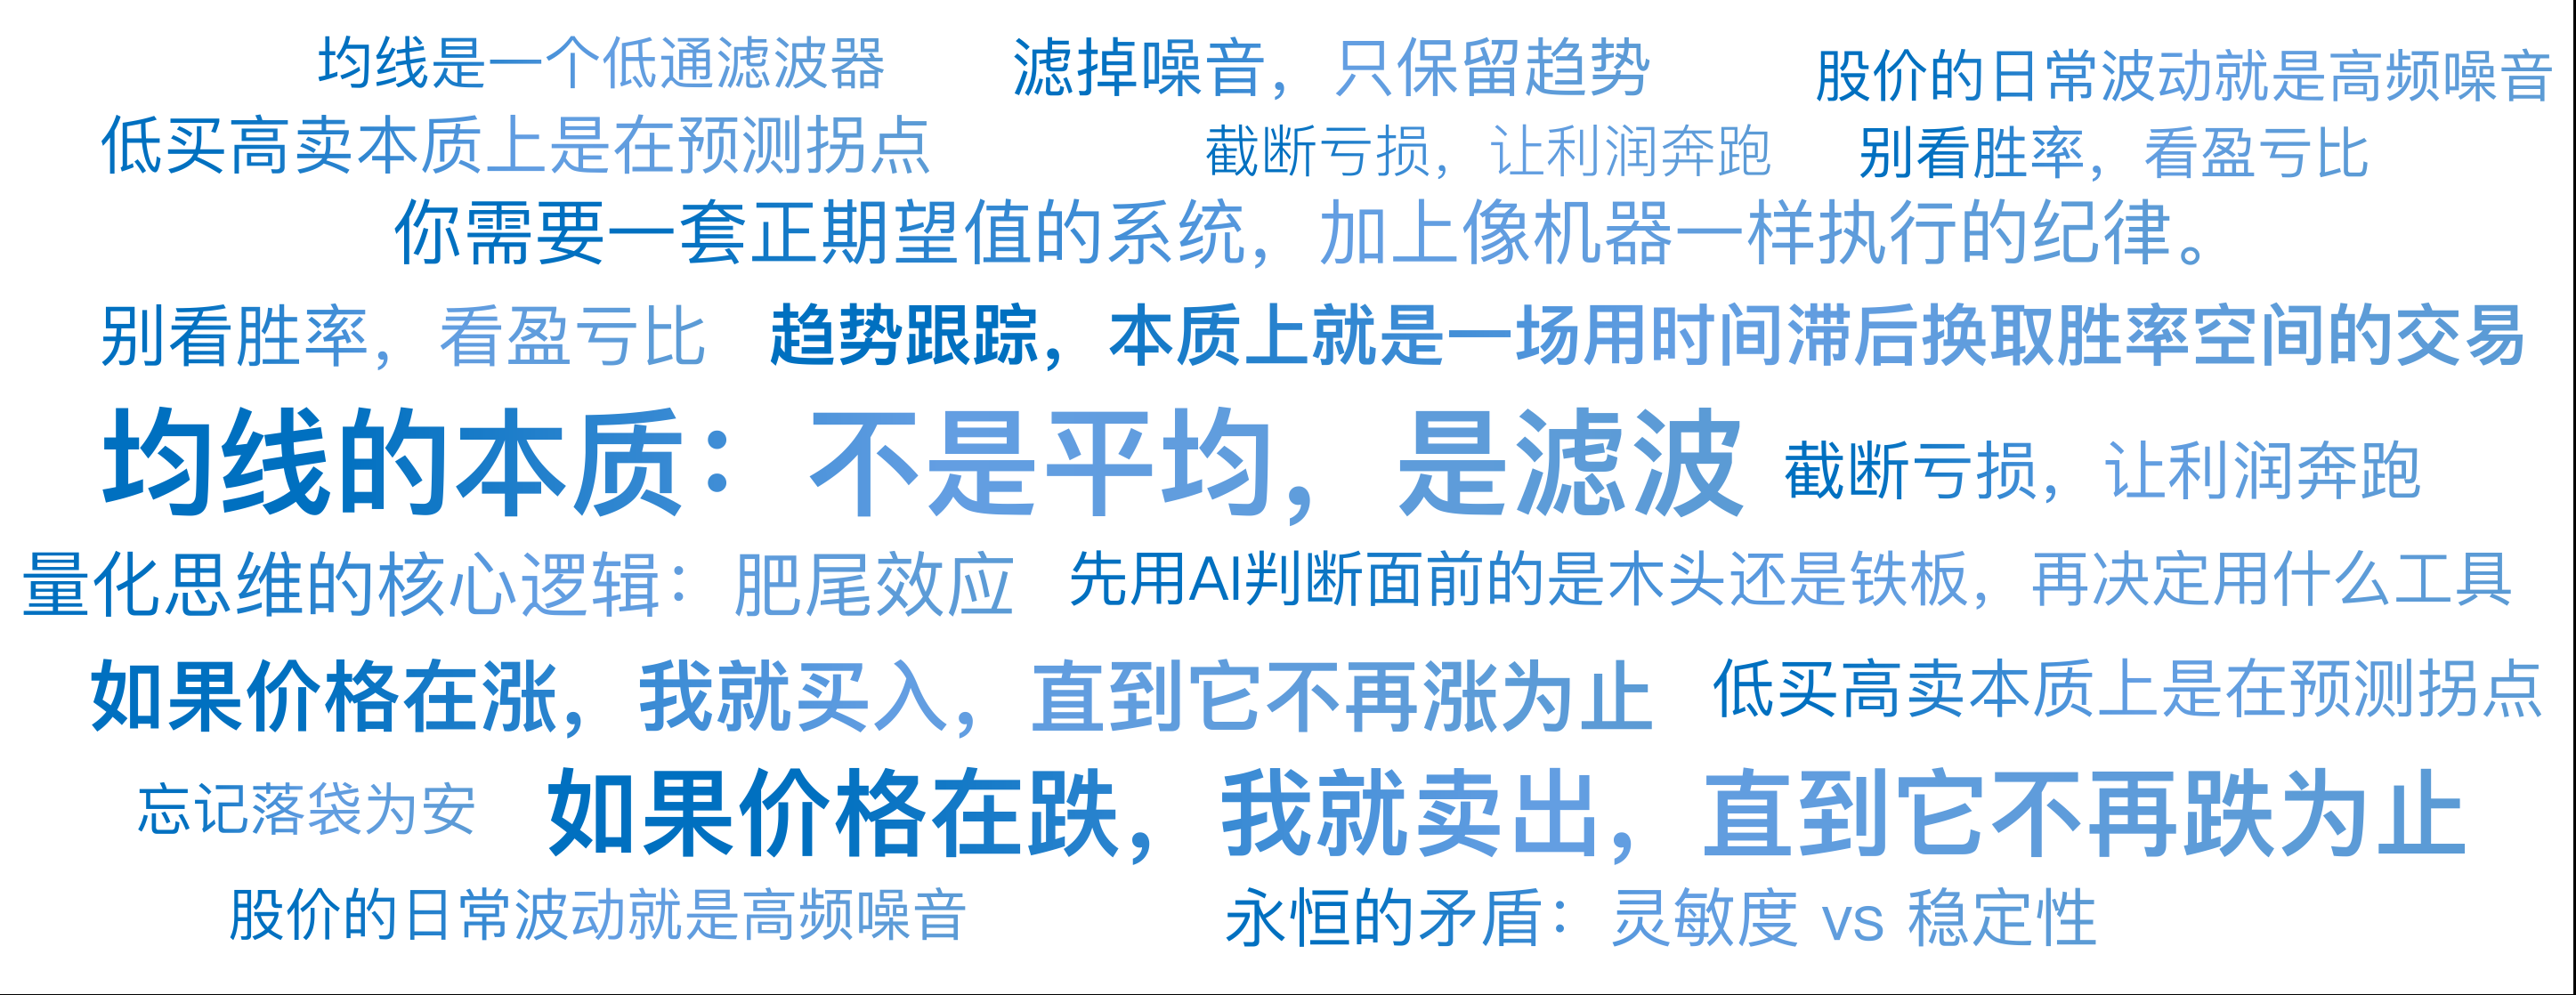 均线是一个低通滤波器 滤掉噪音，只保留趋势 股价的日常波动就是高频噪音
低买高卖本质上是在预测拐点 截断亏损，让利润奔跑 别看胜率，看盈亏比
你需要一套正期望值的系统，加上像机器一样执行的纪律。
别看胜率，看盈亏比 趋势跟踪，本质上就是一场用时间滞后换取胜率空间的交易
均线的本质：不是平均，是滤波 截断亏损，让利润奔跑
量化思维的核心逻辑：肥尾效应 先用AI判断面前的是木头还是铁板，再决定用什么工具
如果价格在涨，我就买入，直到它不再涨为止 低买高卖本质上是在预测拐点
忘记落袋为安 如果价格在跌，我就卖出，直到它不再跌为止
股价的日常波动就是高频噪音 永恒的矛盾：灵敏度 vs 稳定性